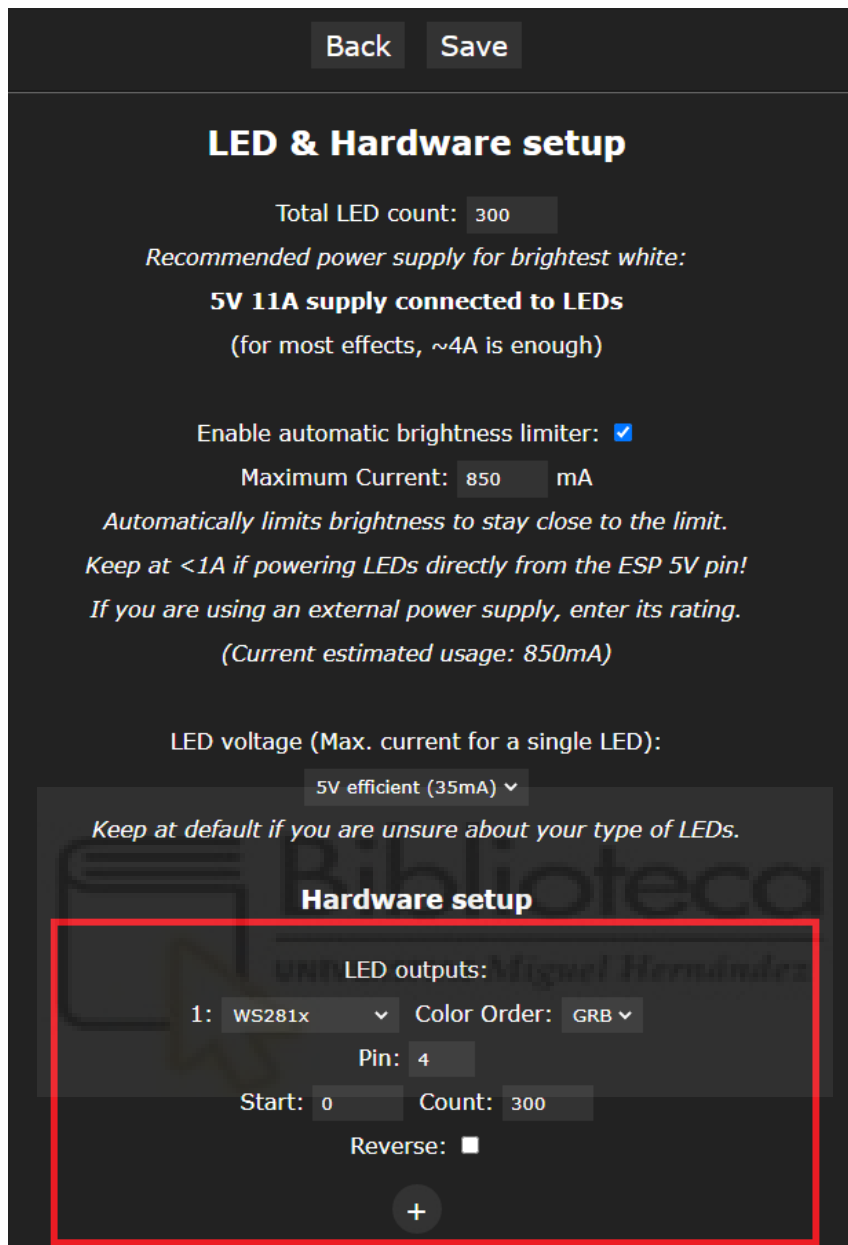 Back Save
LED & Hardware setup
Total LED count: 300
Recommended power supply for brightest white:
5V 11A supply connected to LEDs
(for most effects, ~4A is enough)
Enable automatic brightness limiter:
Maximum Current: 850 mA
Automatically limits brightness to stay close to the limit.
Keep at <1A if powering LEDs directly from the ESP 5V pin!
If you are using an external power supply, enter its rating.
(Current estimated usage: 850mA)
LED voltage (Max. current for a single LED):
5V efficient (35mA)
Keep at default if you are unsure about your type of LEDs.
Biblioteca
Hardware setup
UNIVERSITAS Miguel Hernández
LED outputs:
1: WS281x Color Order: GRB
Pin: 4
Start: 0 Count: 300
Reverse:
+